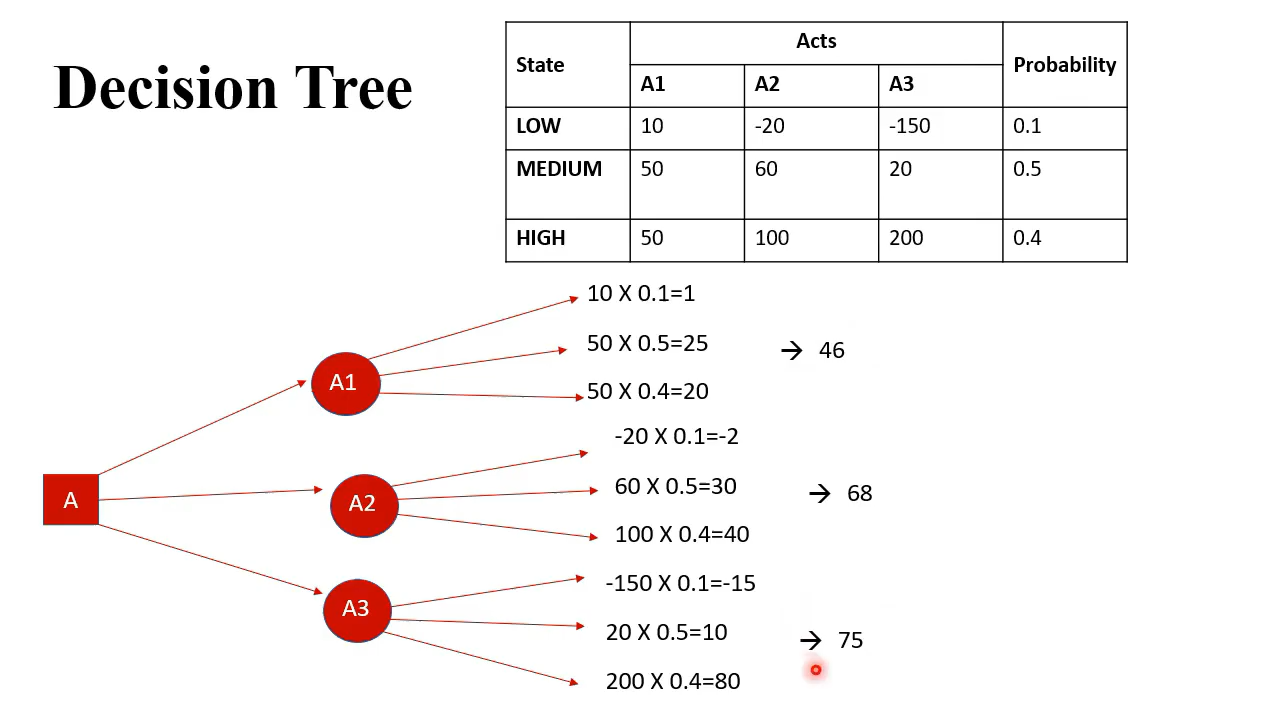 Decision Tree
State Acts Probability
A1 A2 A3
LOW 10 -20 -150 0.1
MEDIUM 50 60 20 0.5
HIGH 50 100 200 0.4
10 X 0.1=1
50 X 0.5=25 → 46
A1
50 X 0.4=20
-20 X 0.1=-2
A 60 X 0.5=30 → 68
A2
100 X 0.4=40
-150 X 0.1=-15
A3
20 X 0.5=10 → 75
200 X 0.4=80